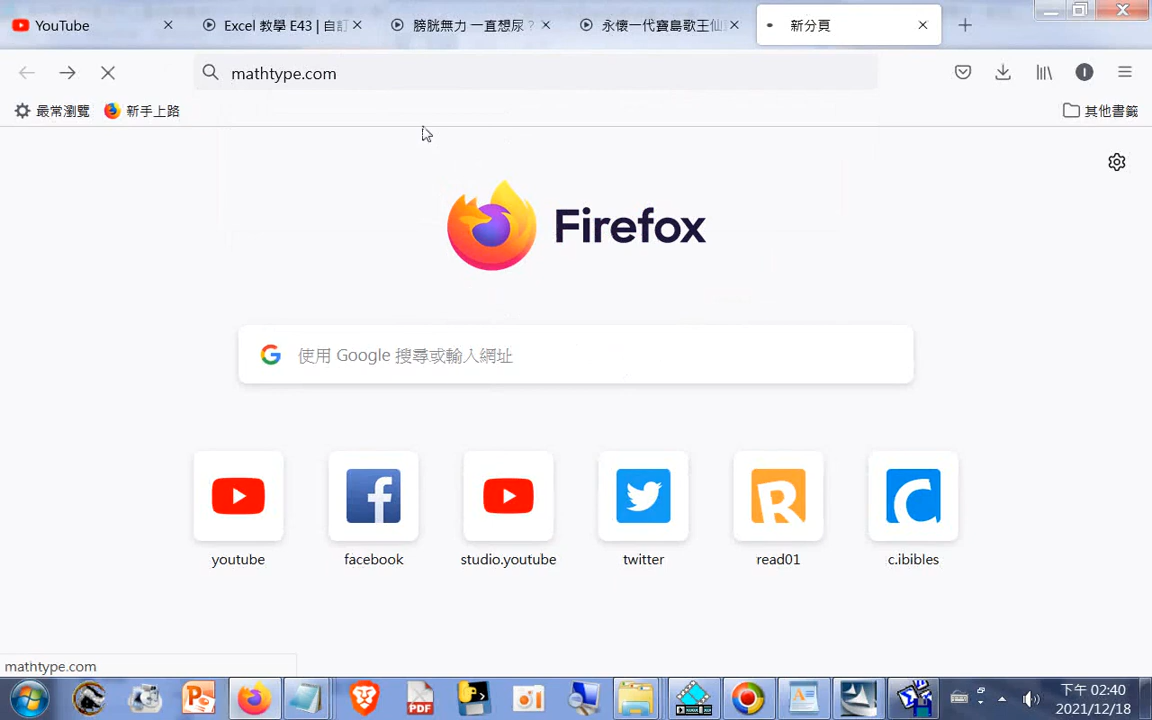 YouTube
Excel 教學 E43 | 自訂
膀胱無力 一直想尿?
永懷一代寶島歌王仙
新分頁
mathtype.com
最常瀏覽
新手上路
其他書籤
Firefox
使用 Google 搜尋或輸入網址
youtube
facebook
studio.youtube
twitter
read01
c.ibibles
mathtype.com
下午 02:40
2021/12/18